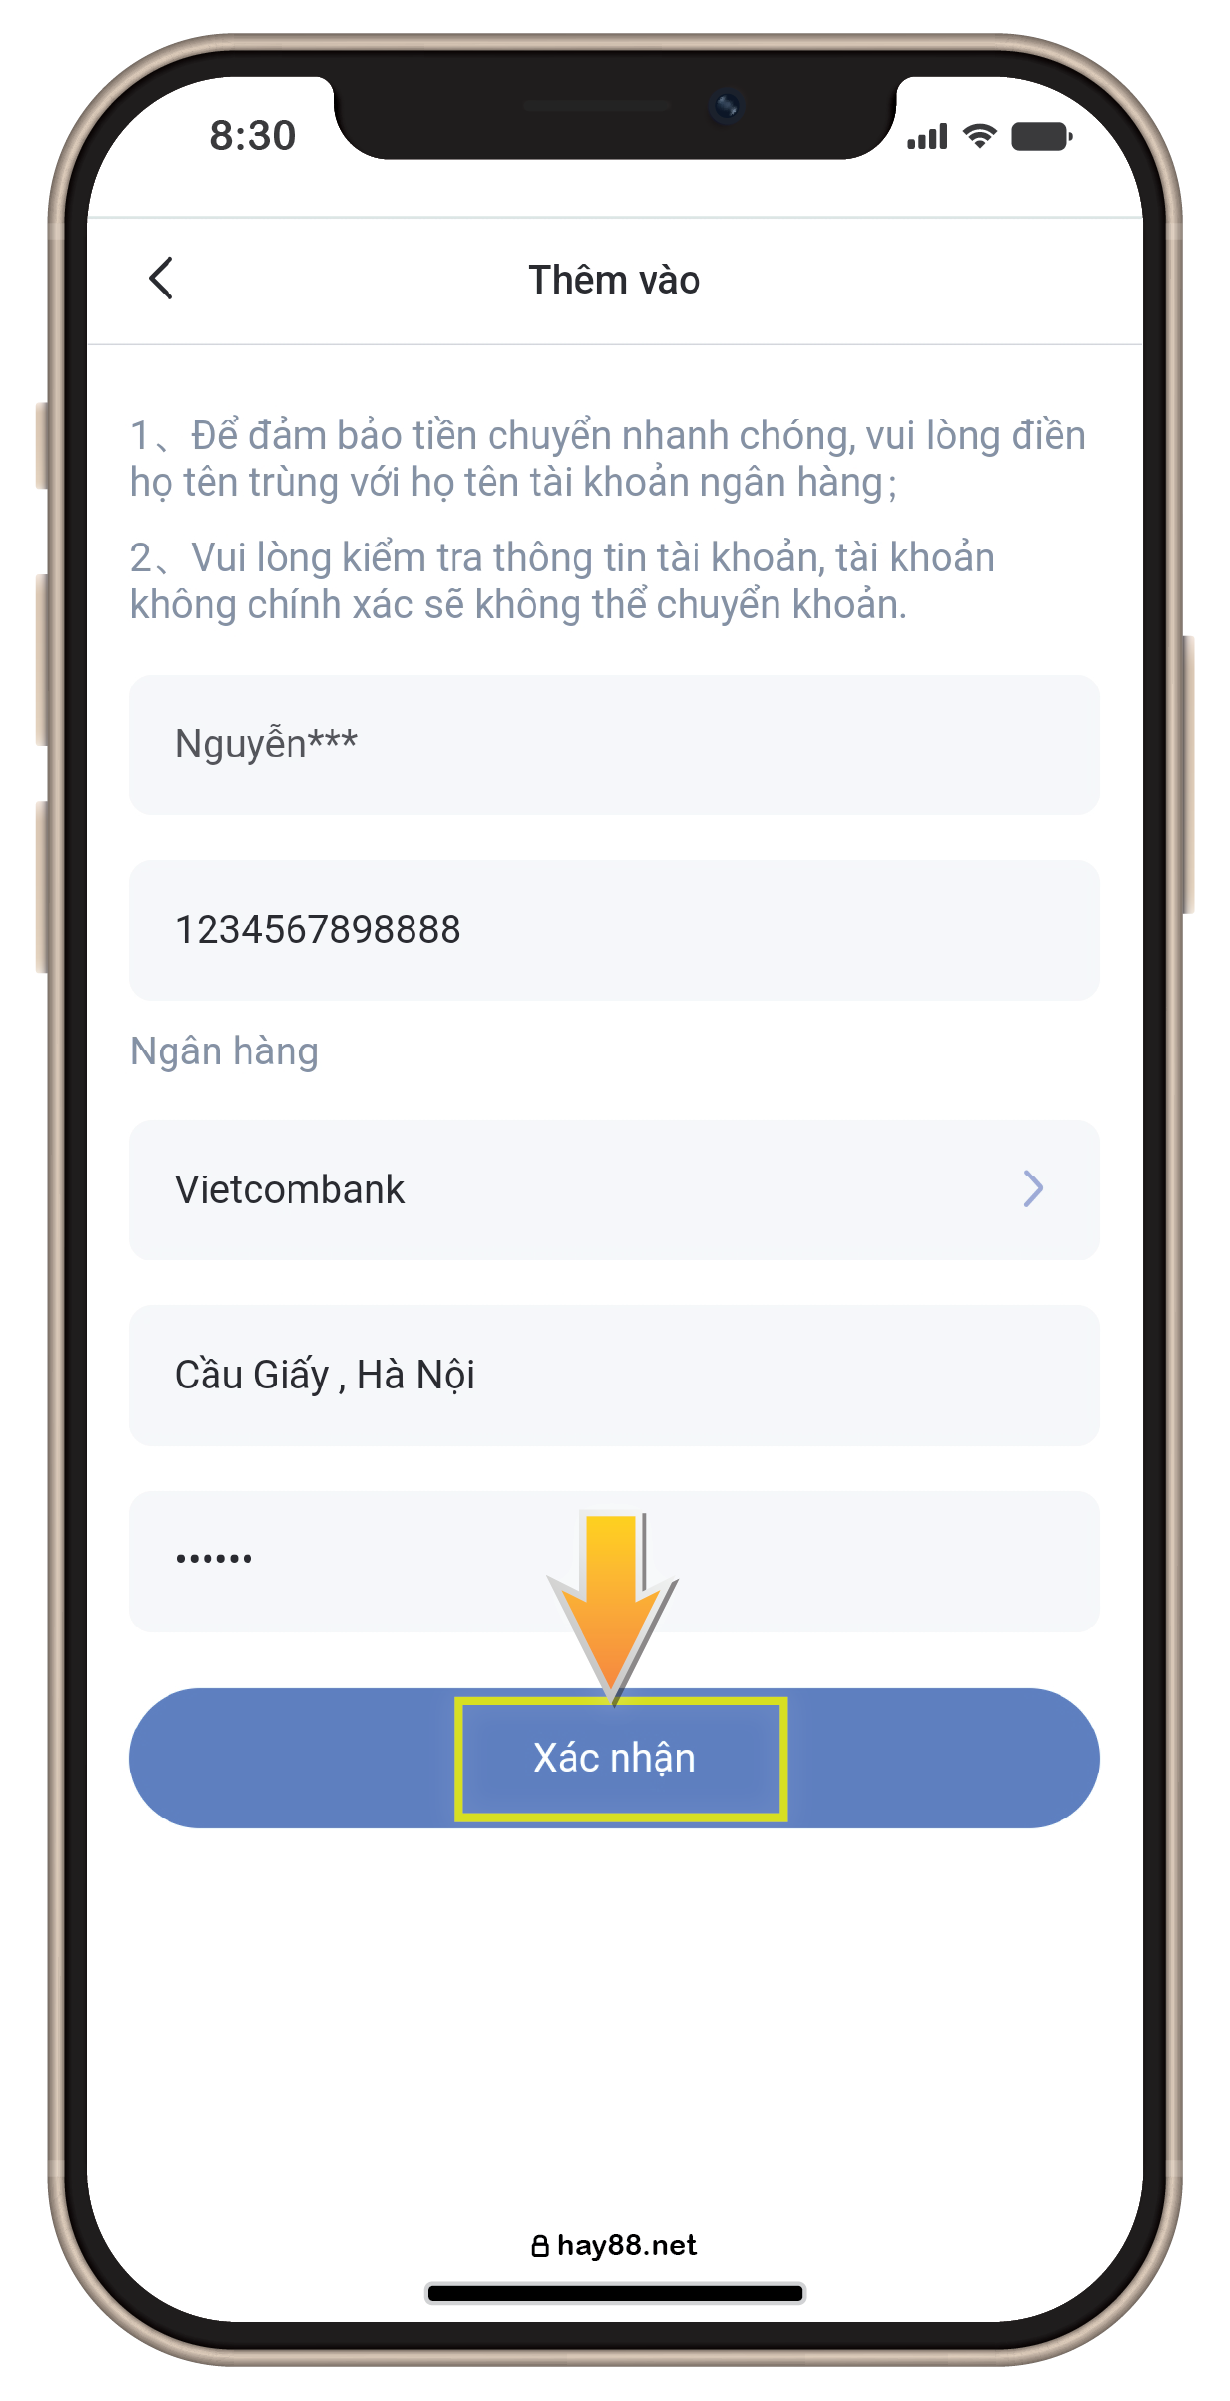 8:30
Thêm vào
1、Để đảm bảo tiền chuyển nhanh chóng, vui lòng điền
họ tên trùng với họ tên tài khoản ngân hàng;
2、Vui lòng kiểm tra thông tin tài khoản, tài khoản
không chính xác sẽ không thể chuyển khoản.
Nguyễn***
1234567898888
Ngân hàng
Vietcombank
Cầu Giấy , Hà Nội
••••••
Xác nhận
hay88.net